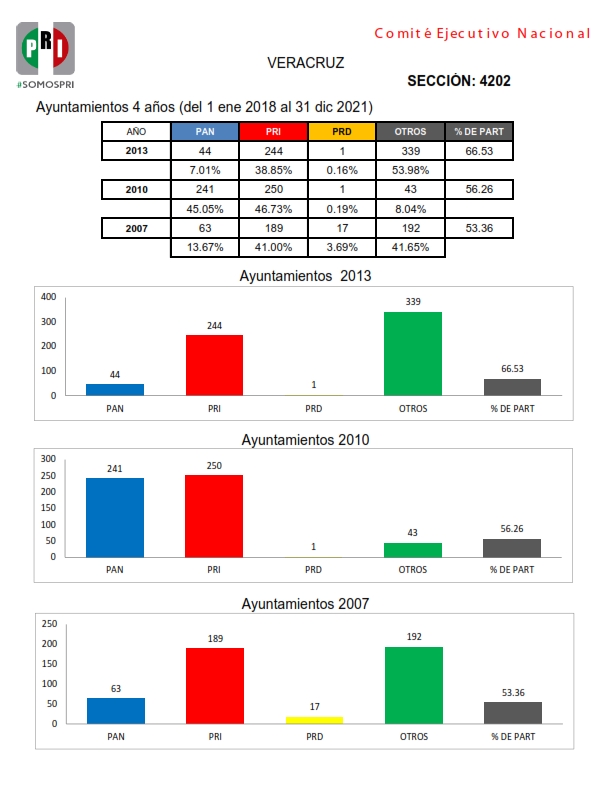 PRI
#SOMOSPRI
Comité Ejecutivo Nacional
VERACRUZ
SECCIÓN: 4202
Ayuntamientos 4 años (del 1 ene 2018 al 31 dic 2021)
AÑO PAN PRI PRD OTROS % DE PART
2013 44 244 1 339 66.53
7.01% 38.85% 0.16% 53.98%
2010 241 250 1 43 56.26
45.05% 46.73% 0.19% 8.04%
2007 63 189 17 192 53.36
13.67% 41.00% 3.69% 41.65%
Ayuntamientos 2013
400
300
200
100
0
44 244 1 339 66.53
PAN PRI PRD OTROS % DE PART
Ayuntamientos 2010
300
250
200
150
100
50
0
241 250 1 43 56.26
PAN PRI PRD OTROS % DE PART
Ayuntamientos 2007
250
200
150
100
50
0
63 189 17 192 53.36
PAN PRI PRD OTROS % DE PART